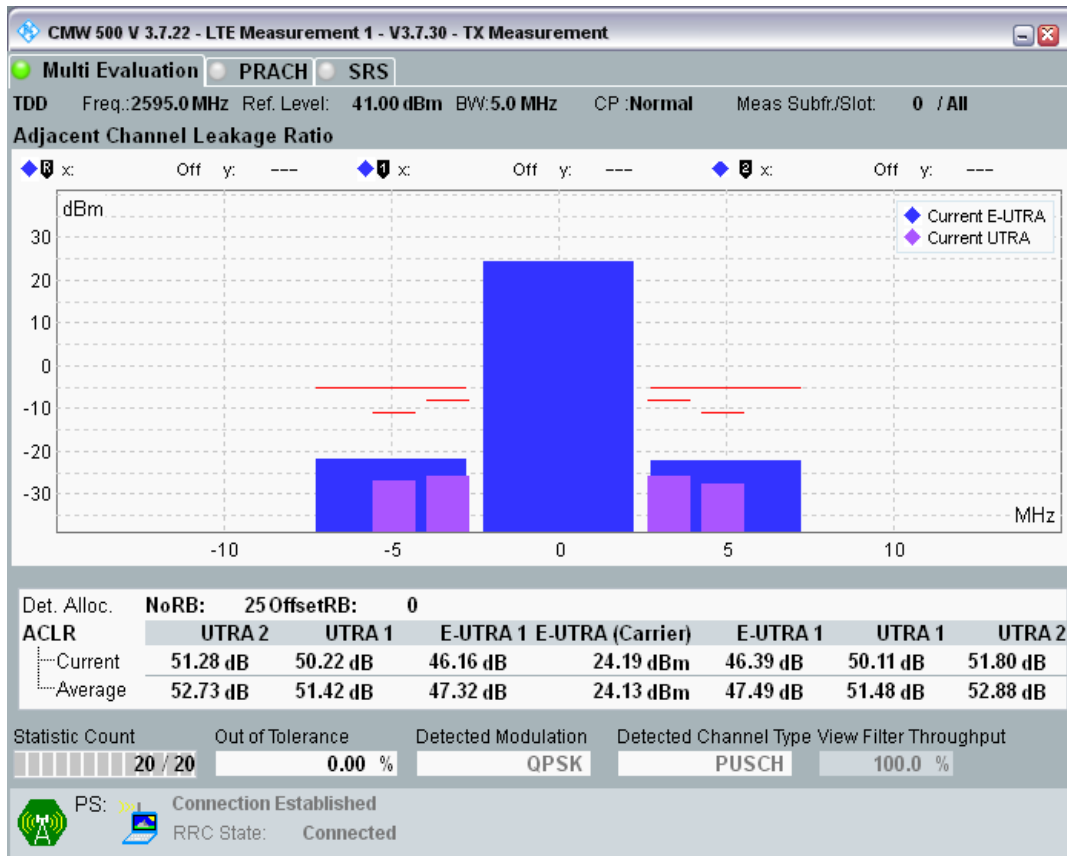 CMW 500 V 3.7.22 - LTE Measurement 1 - V3.7.30 - TX Measurement
Multi Evaluation PRACH SRS
TDD Freq.:2595.0 MHz Ref. Level: 41.00 dBm BW:5.0 MHz CP :Normal Meas Subfr./Slot: 0 / All
Adjacent Channel Leakage Ratio
R x: Off y: --- 1 x: Off y: --- 2 x: Off y: ---
dBm
Current E-UTRA
Current UTRA
30
20
10
0
-10
-20
-30
MHz
-10 -5 0 5 10
Det. Alloc. NoRB: 25 OffsetRB: 0
ACLR UTRA 2 UTRA 1 E-UTRA 1 E-UTRA (Carrier) E-UTRA 1 UTRA 1 UTRA 2
Current 51.28 dB 50.22 dB 46.16 dB 24.19 dBm 46.39 dB 50.11 dB 51.80 dB
Average 52.73 dB 51.42 dB 47.32 dB 24.13 dBm 47.49 dB 51.48 dB 52.88 dB
Statistic Count Out of Tolerance Detected Modulation Detected Channel Type View Filter Throughput
20 / 20 0.00 % QPSK PUSCH 100.0 %
PS: Connection Established
RRC State: Connected